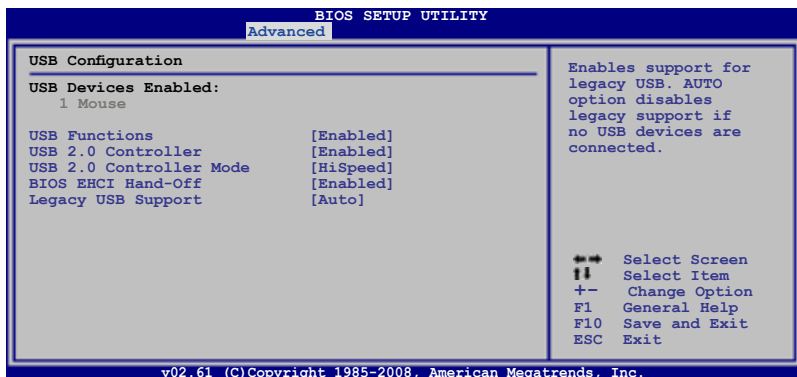 BIOS SETUP UTILITY
Advanced
USB Configuration
USB Devices Enabled:
1 Mouse
USB Functions [Enabled]
USB 2.0 Controller [Enabled]
USB 2.0 Controller Mode [HiSpeed]
BIOS EHCI Hand-Off [Enabled]
Legacy USB Support [Auto]
Enables support for
legacy USB. AUTO
option disables
legacy support if
no USB devices are
connected.
Select Screen
Select Item
+- Change Option
F1 General Help
F10 Save and Exit
ESC Exit
v02.61 (C)Copyright 1985-2008, American Megatrends, Inc.